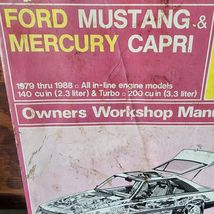 FORD MUSTANG &
MERCURY CAPRI
1979 thru 1988 ○ All in-line engine models
140 cu in (2.3 liter) & Turbo ○ 200 cu in (3.3 liter)
Owners Workshop Manu